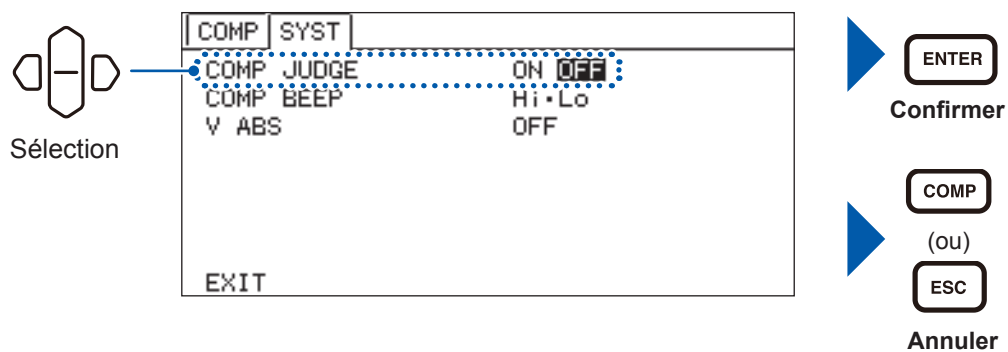 COMP SYST
COMP JUDGE ON OFF
COMP BEEP Hi・Lo
V ABS OFF
EXIT
Sélection
ENTER
Confirmer
COMP
(ou)
ESC
Annuler